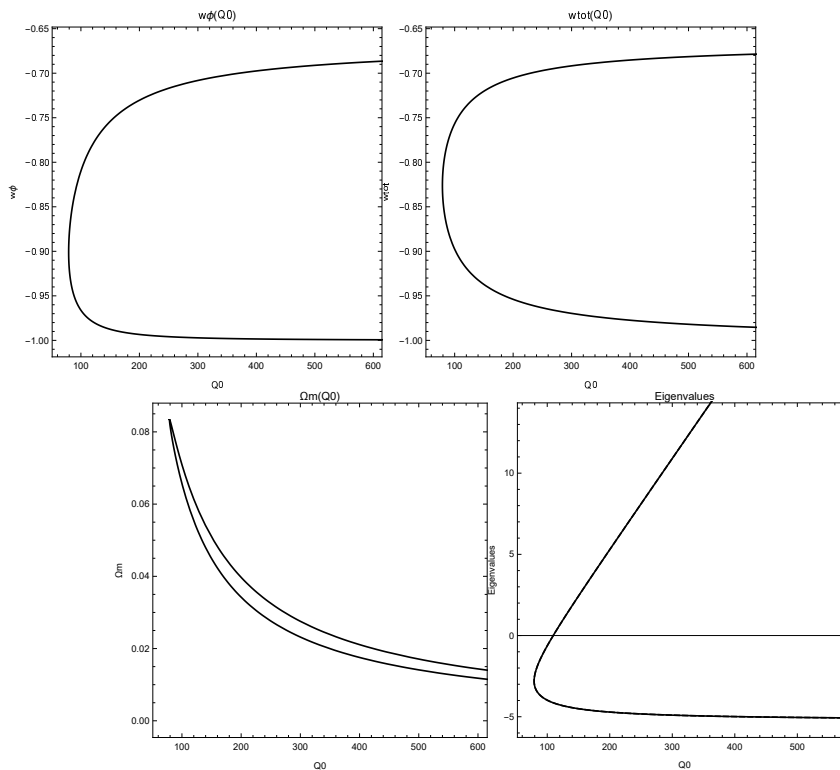 wϕ(Q0)
wϕ
−0.65
−0.70
−0.75
−0.80
−0.85
−0.90
−0.95
−1.00
100 200 300 400 500 600
Q0
wtot(Q0)
wtot
−0.65
−0.70
−0.75
−0.80
−0.85
−0.90
−0.95
−1.00
100 200 300 400 500 600
Q0
Ωm(Q0)
Ωm
0.08
0.06
0.04
0.02
0.00
100 200 300 400 500 600
Q0
Eigenvalues
Eigenvalues
10
5
0
−5
100 200 300 400 500
Q0